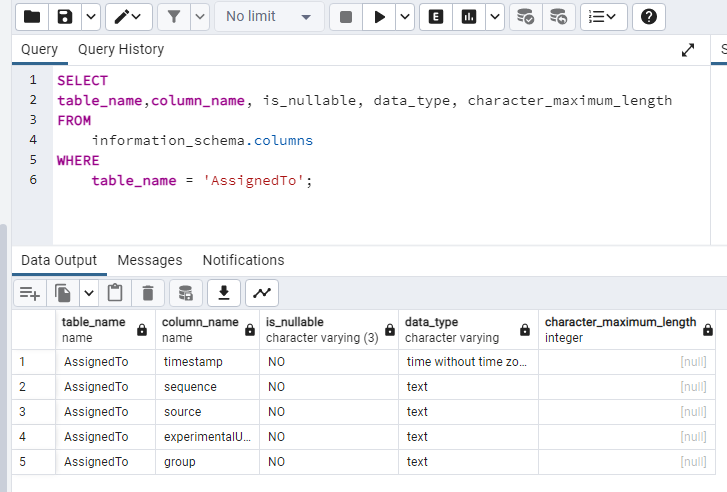 No limit
E
Query Query History
S
1 SELECT
2 table_name,column_name, is_nullable, data_type, character_maximum_length
3 FROM
4 information_schema.columns
5 WHERE
6 table_name = 'AssignedTo';
Data Output Messages Notifications
table_name column_name is_nullable data_type character_maximum_length
name name character varying (3) character varying integer
1 AssignedTo timestamp NO time without time zo... [null]
2 AssignedTo sequence NO text [null]
3 AssignedTo source NO text [null]
4 AssignedTo experimentalU... NO text [null]
5 AssignedTo group NO text [null]